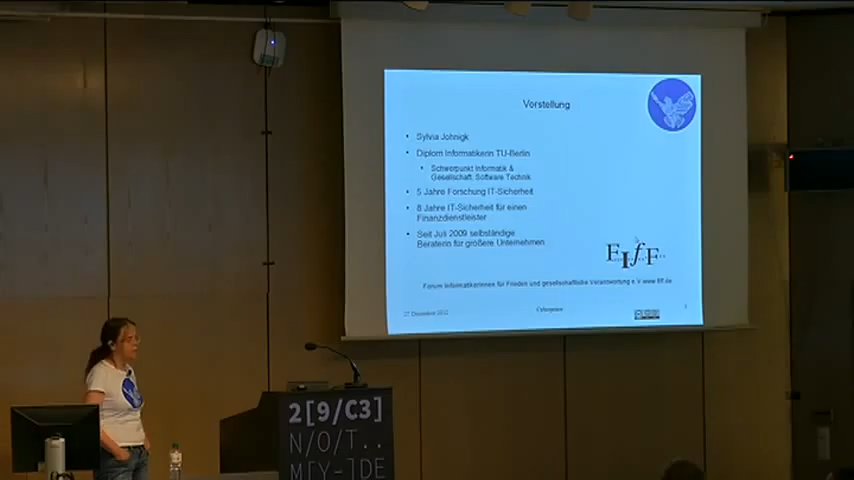 Vorstellung
Sylvia Johnigk
Diplom Informatikerin TU-Berlin
Schwerpunkt Informatik &
Gesellschaft, Software Technik
5 Jahre Forschung IT-Sicherheit
8 Jahre IT-Sicherheit für einen
Finanzdienstleister
Seit Juli 2009 selbständige
Beraterin für größere Unternehmen
FIfF
Forum InformatikerInnen für Frieden und gesellschaftliche Verantwortung e.V www.fiff.de
27 Dezember 2012
Cyberpeace
2[9/C3]
N/O/T..
M[Y-]DE